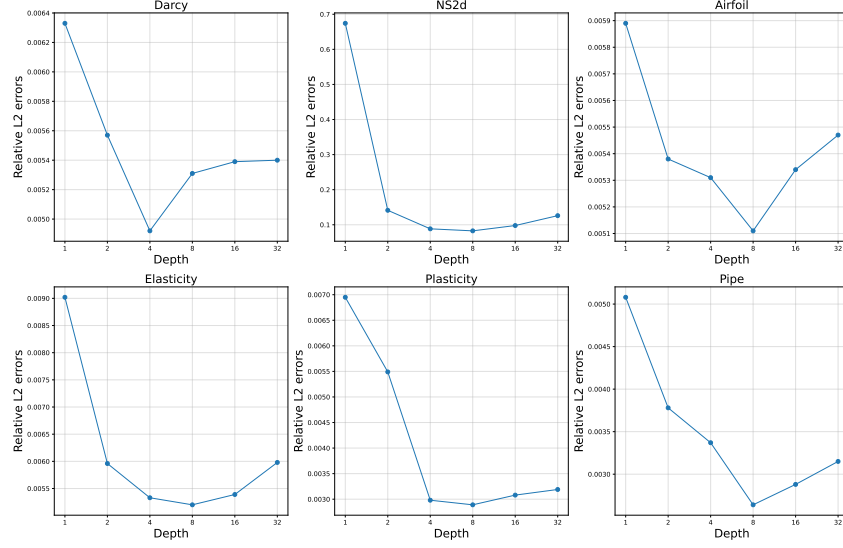 Darcy
0.0064
0.0062
0.0060
0.0058
0.0056
0.0054
0.0052
0.0050
Relative L2 errors
1 2 4 8 16 32
Depth
NS2d
0.7
0.6
0.5
0.4
0.3
0.2
0.1
Relative L2 errors
1 2 4 8 16 32
Depth
Airfoil
0.0059
0.0058
0.0057
0.0056
0.0055
0.0054
0.0053
0.0052
0.0051
Relative L2 errors
1 2 4 8 16 32
Depth
Elasticity
0.0090
0.0085
0.0080
0.0075
0.0070
0.0065
0.0060
0.0055
Relative L2 errors
1 2 4 8 16 32
Depth
Plasticity
0.0070
0.0065
0.0060
0.0055
0.0050
0.0045
0.0040
0.0035
0.0030
Relative L2 errors
1 2 4 8 16 32
Depth
Pipe
0.0050
0.0045
0.0040
0.0035
0.0030
Relative L2 errors
1 2 4 8 16 32
Depth